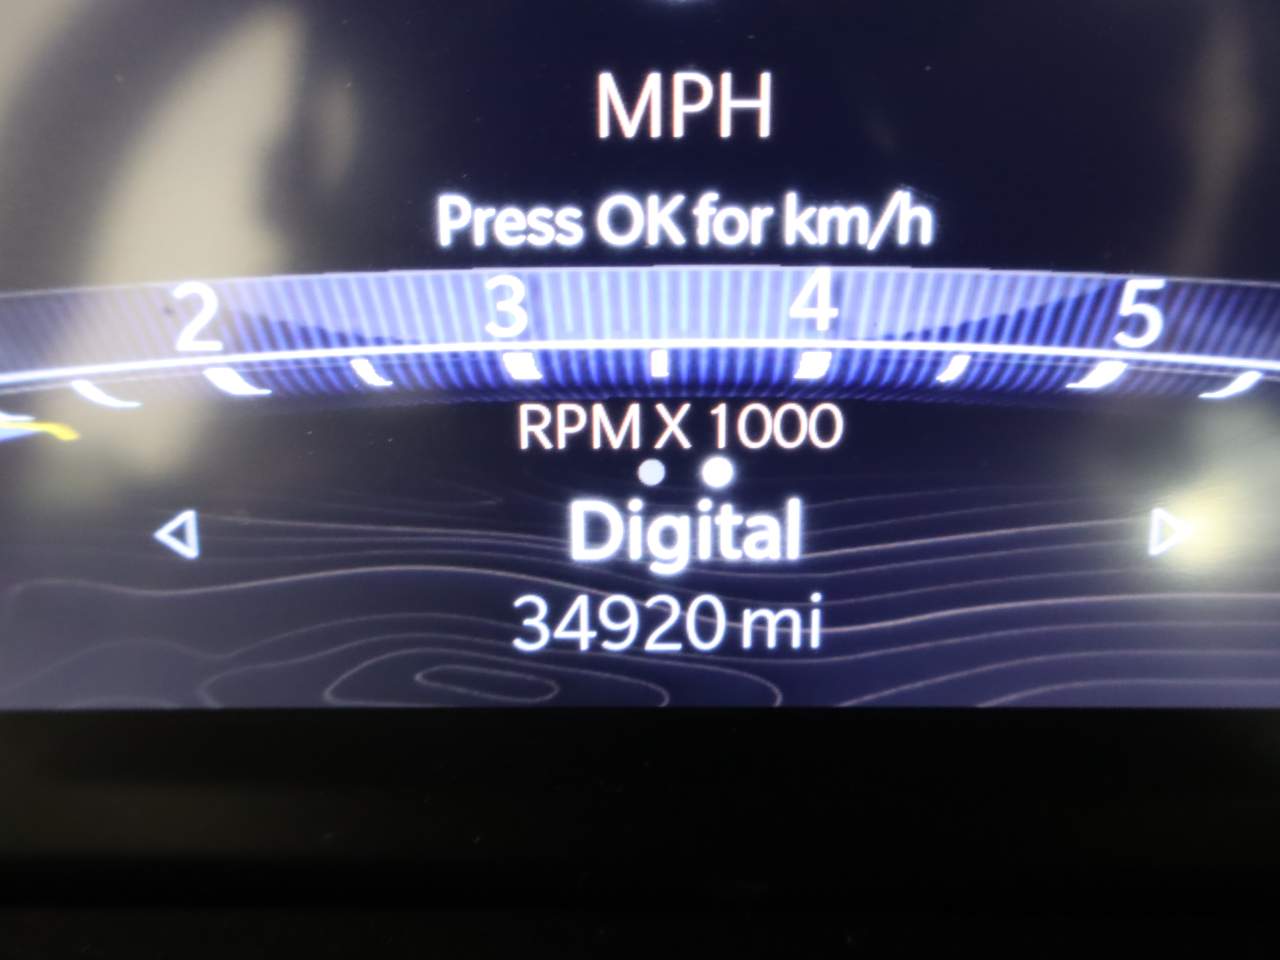 MPH
Press OK for km/h
2 3 4 5
RPM X 1000
Digital
34920 mi